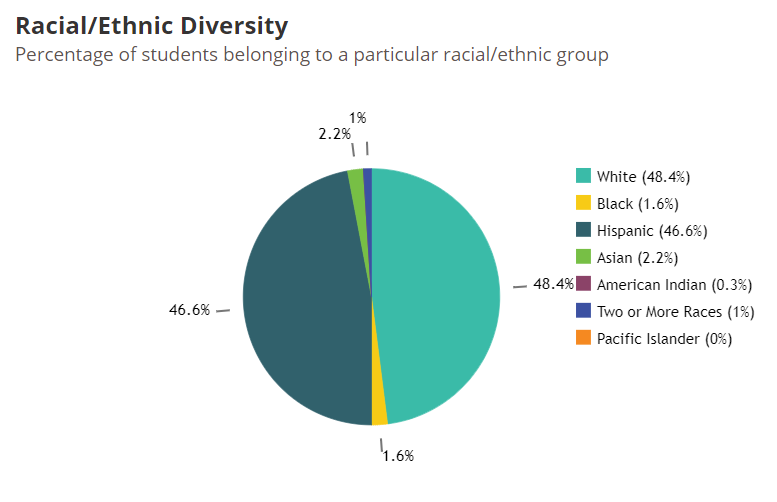 Racial/Ethnic Diversity
Percentage of students belonging to a particular racial/ethnic group
1%
2.2%
White (48.4%)
Black (1.6%)
Hispanic (46.6%)
Asian (2.2%)
48.4%
American Indian (0.3%)
46.6%
Two or More Races (1%)
Pacific Islander (0%)
1.6%